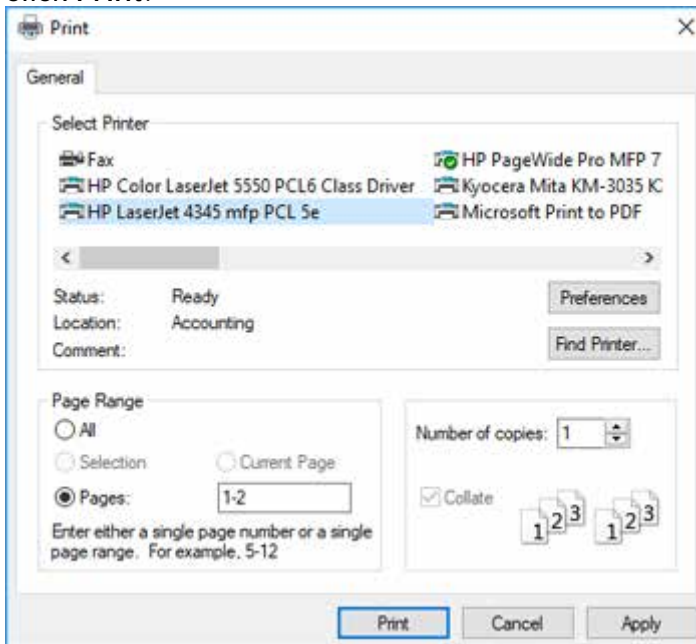 Print
General
Select Printer
Fax
HP Color LaserJet 5550 PCL6 Class Driver
HP LaserJet 4345 mfp PCL 5e
HP PageWide Pro MFP 7
Kyocera Mita KM-3035 K
Microsoft Print to PDF
Status: Ready
Location: Accounting
Comment:
Preferences
Find Printer...
Page Range
All
Selection
Current Page
Pages: 1-2
Enter either a single page number or a single
page range. For example, 5-12
Number of copies: 1
Collate
1 2 3 1 2 3
Print Cancel Apply